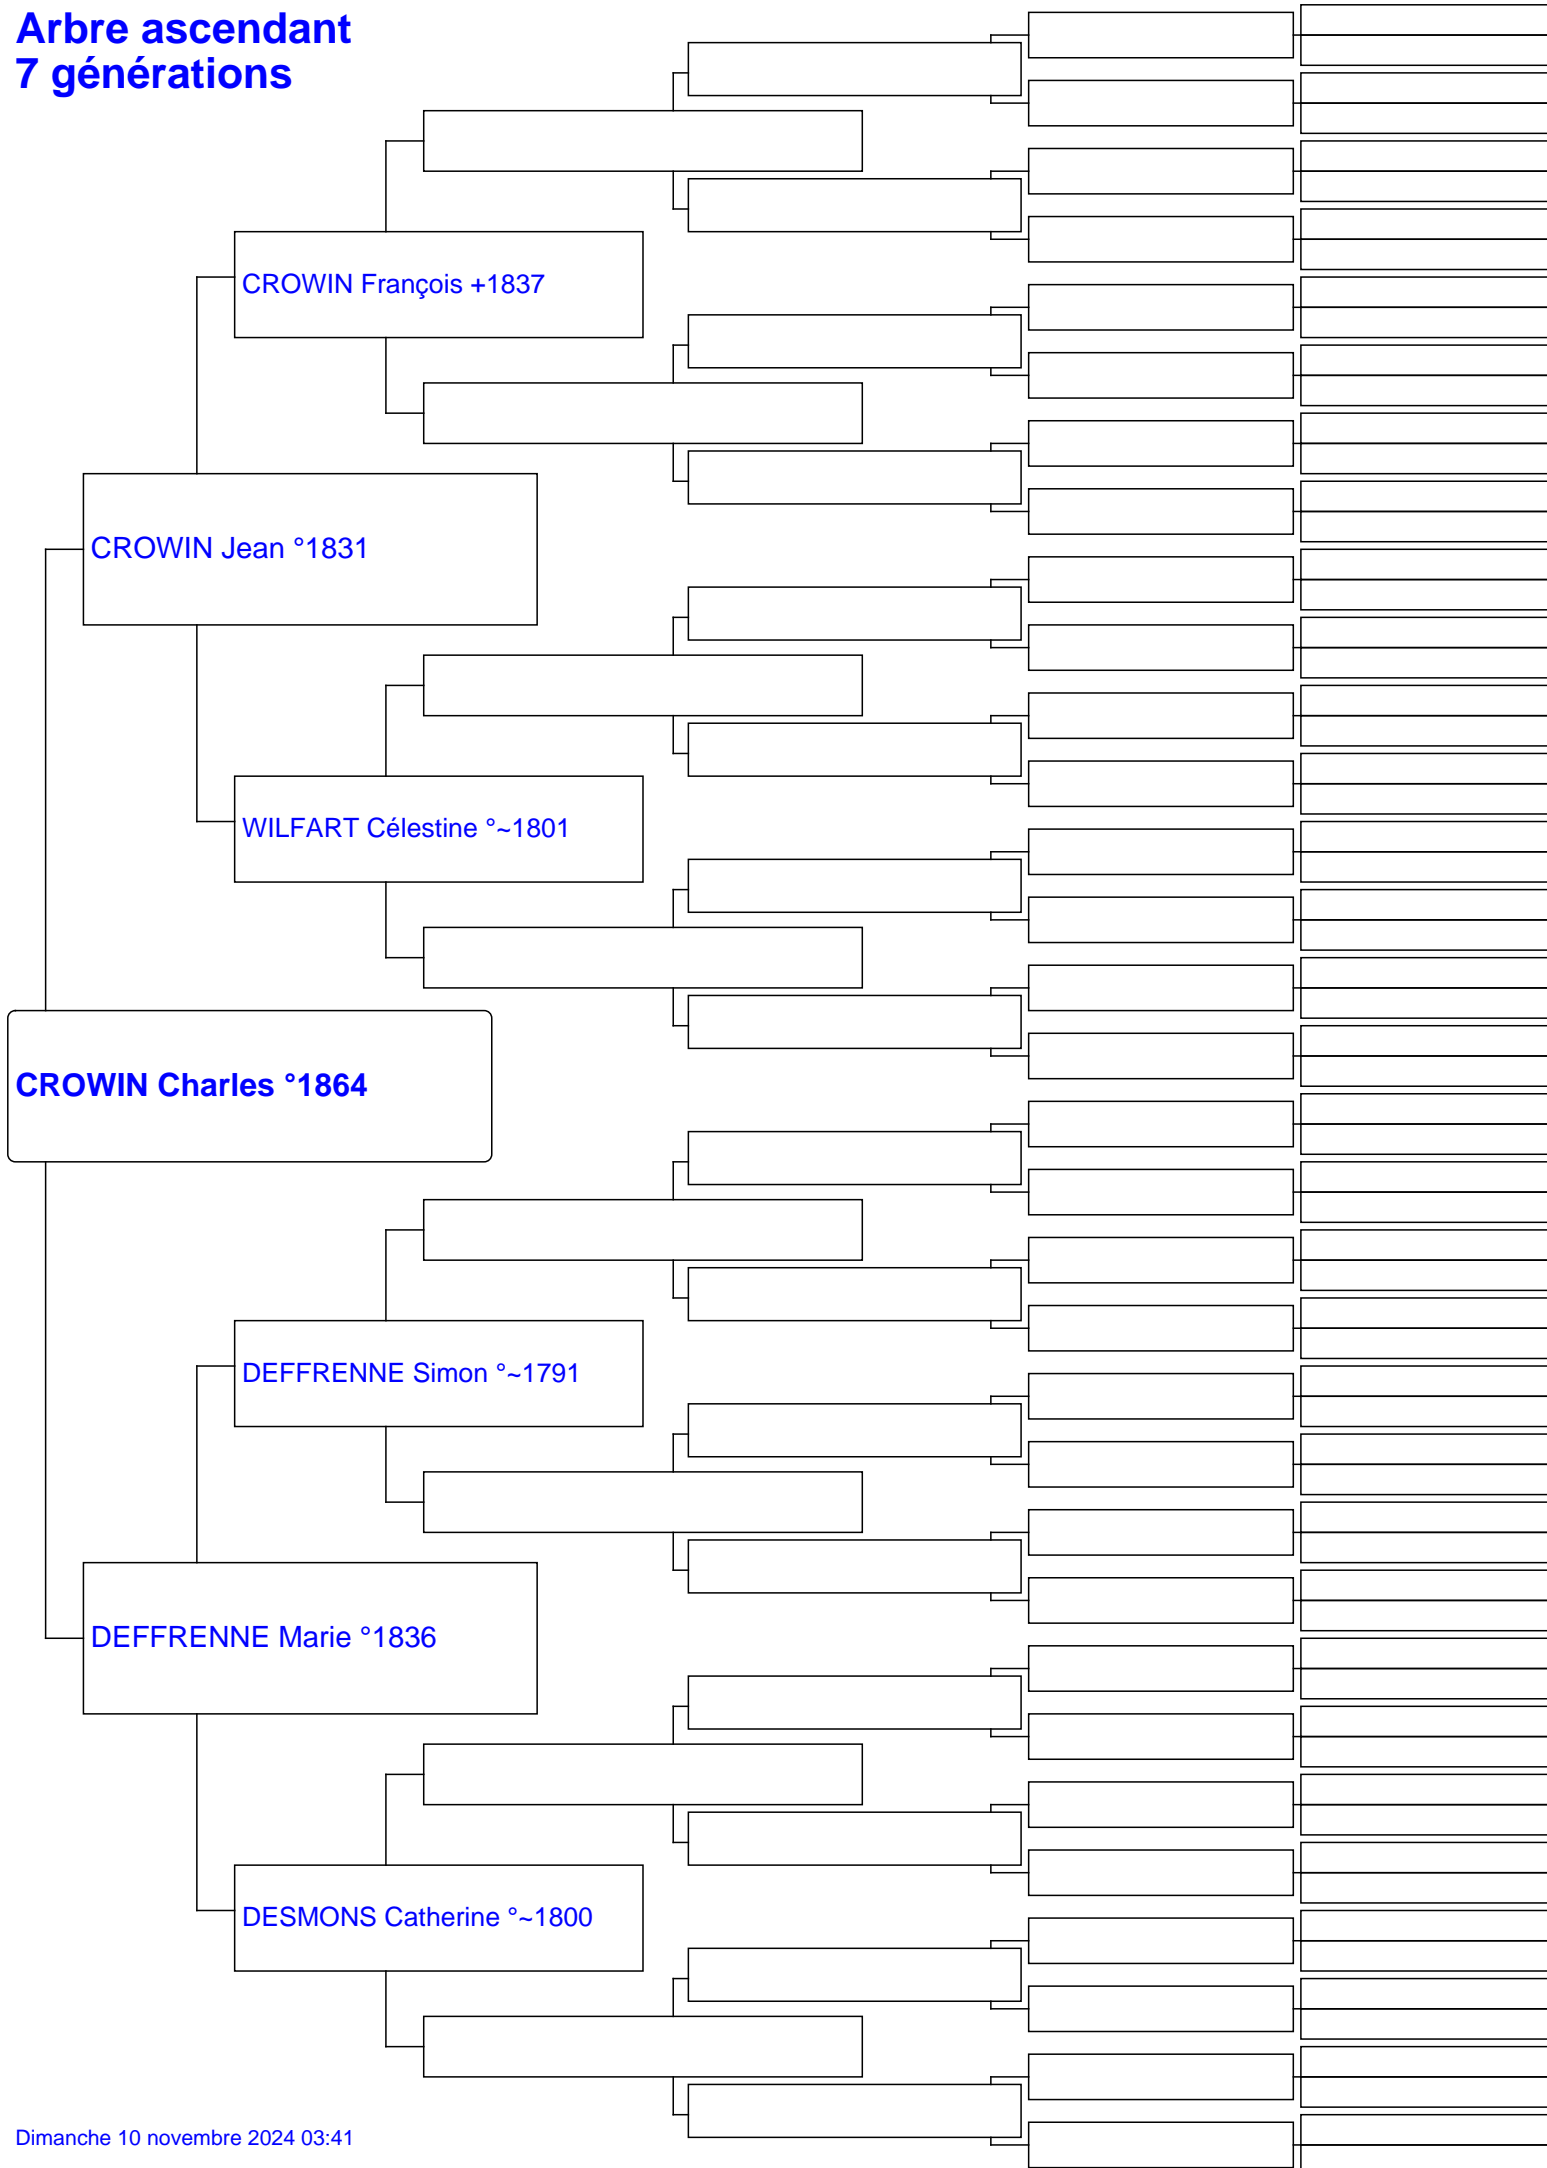 Arbre ascendant
7 générations
CROWIN François +1837
CROWIN Jean °1831
WILFART Célestine °~1801
CROWIN Charles °1864
DEFFRENNE Simon °~1791
DEFFRENNE Marie °1836
DESMONS Catherine °~1800
Dimanche 10 novembre 2024 03:41